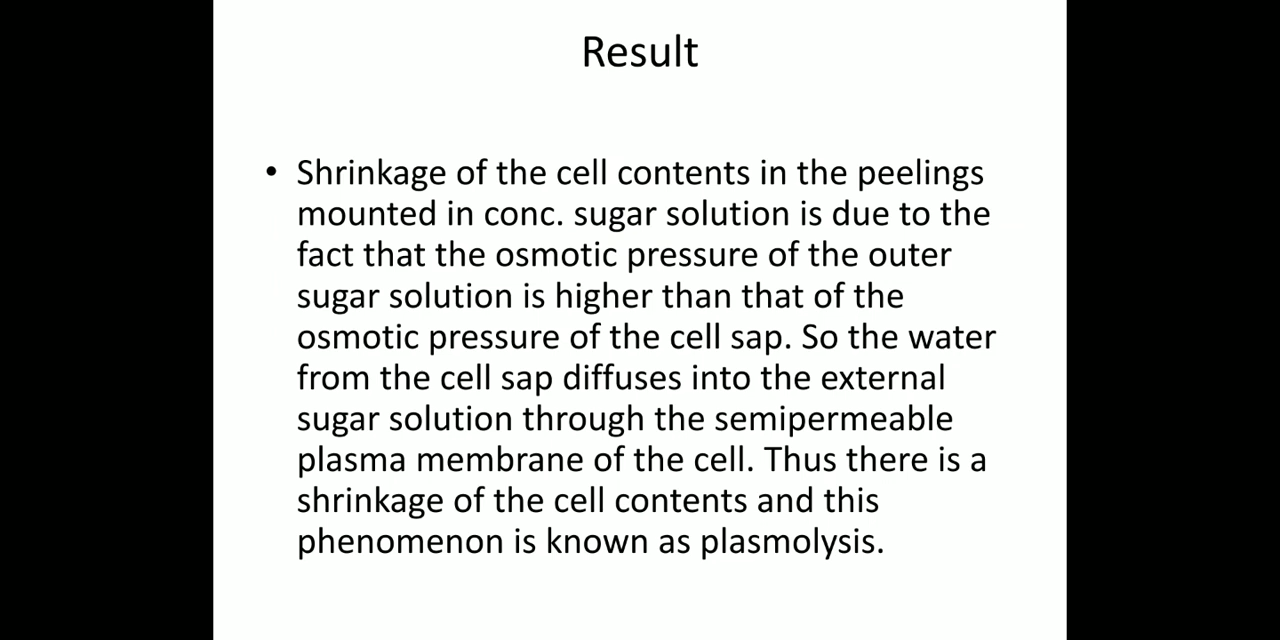 Result
• Shrinkage of the cell contents in the peelings
mounted in conc. sugar solution is due to the
fact that the osmotic pressure of the outer
sugar solution is higher than that of the
osmotic pressure of the cell sap. So the water
from the cell sap diffuses into the external
sugar solution through the semipermeable
plasma membrane of the cell. Thus there is a
shrinkage of the cell contents and this
phenomenon is known as plasmolysis.